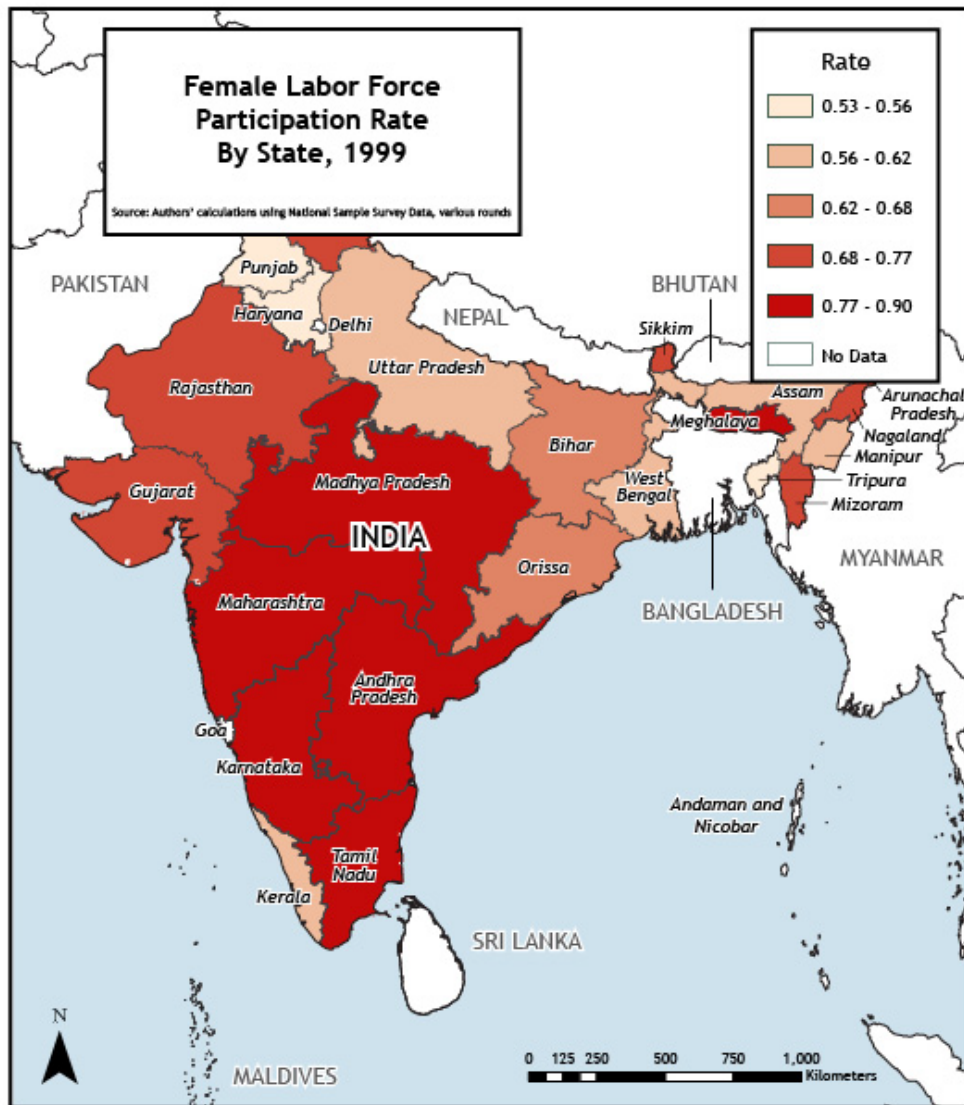 Female Labor Force
Participation Rate
By State, 1999
Source: Authors' calculations using National Sample Survey Data, various rounds
Rate
0.53 - 0.56
0.56 - 0.62
0.62 - 0.68
0.68 - 0.77
0.77 - 0.90
No Data
PAKISTAN
Punjab
BHUTAN
Haryana
Delhi
NEPAL
Sikkim
Uttar Pradesh
Rajasthan
Assam
Arunachal
Pradesh
Meghalaya
Nagaland
Bihar
Manipur
Tripura
Mizoram
Gujarat
Madhya Pradesh
West
Bengal
INDIA
MYANMAR
Orissa
Maharashtra
BANGLADESH
Andhra
Pradesh
Goa
Karnataka
Andaman and
Nicobar
Tamil
Nadu
Kerala
SRI LANKA
N
MALDIVES
0 125 250 500 750 1,000
Kilometers